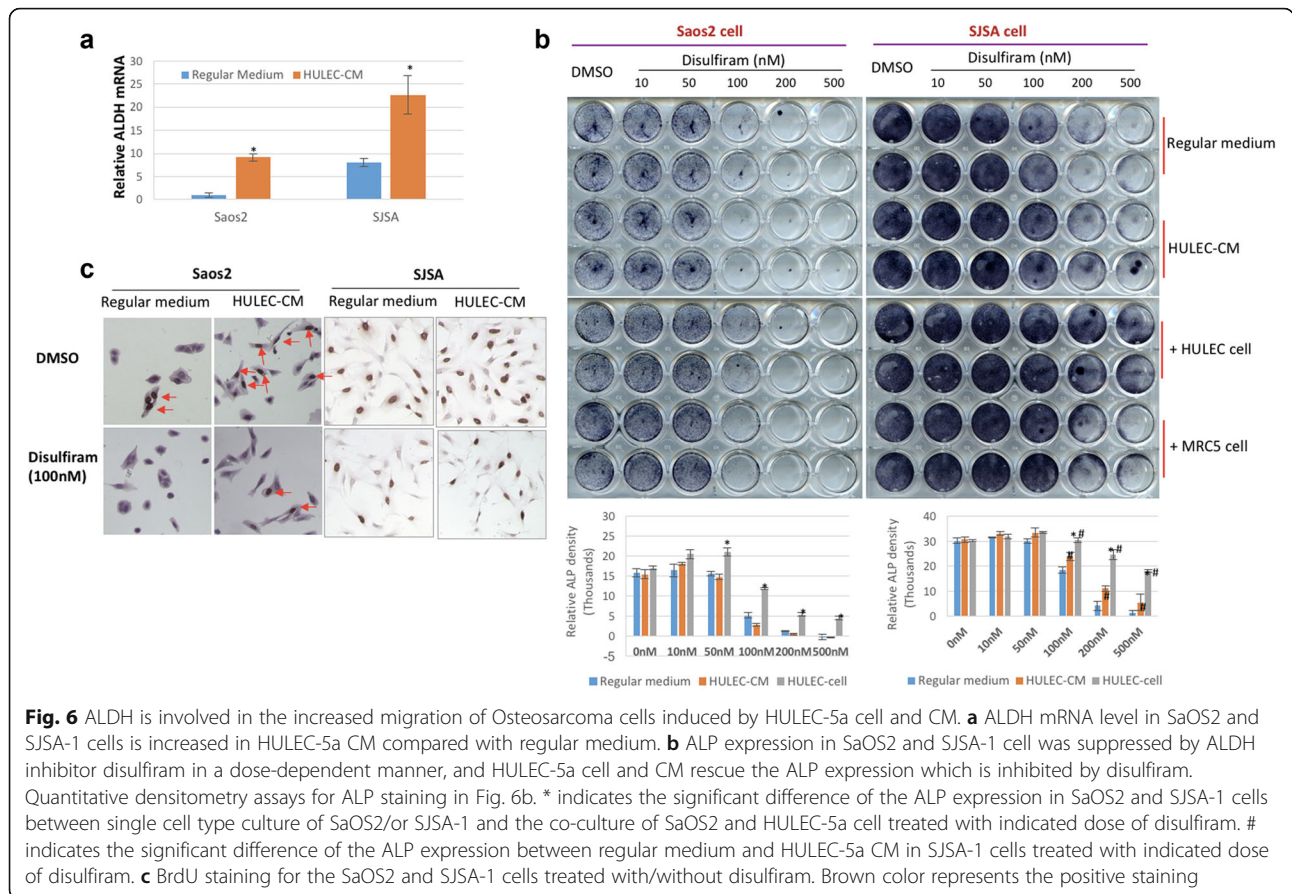 a
Relative ALDH mRNA
30
25
20
15
10
5
0
Regular Medium
HULEC-CM
*
*
Saos2
SJSA
b
Saos2 cell
SJSA cell
DMSO
Disulfiram (nM)
10 50 100 200 500
DMSO
Disulfiram (nM)
10 50 100 200 500
Regular medium
HULEC-CM
+ HULEC cell
+ MRC5 cell
Relative ALP density
(Thousands)
30
25
20
15
10
5
0
-5
*
*
*
*
0nM 10nM 50nM 100nM 200nM 500nM
Regular medium HULEC-CM HULEC-cell
Relative ALP density
(Thousands)
40
30
20
10
0
# * #
# * #
# * #
0nM 10nM 50nM 100nM 200nM 500nM
Regular medium HULEC-CM HULEC-cell
c
Saos2
SJSA
Regular medium HULEC-CM
Regular medium HULEC-CM
DMSO
Disulfiram
(100nM)
Fig. 6 ALDH is involved in the increased migration of Osteosarcoma cells induced by HULEC-5a cell and CM. a ALDH mRNA level in SaOS2 and
SJSA-1 cells is increased in HULEC-5a CM compared with regular medium. b ALP expression in SaOS2 and SJSA-1 cell was suppressed by ALDH
inhibitor disulfiram in a dose-dependent manner, and HULEC-5a cell and CM rescue the ALP expression which is inhibited by disulfiram.
Quantitative densitometry assays for ALP staining in Fig. 6b. * indicates the significant difference of the ALP expression in SaOS2 and SJSA-1 cells
between single cell type culture of SaOS2/or SJSA-1 and the co-culture of SaOS2 and HULEC-5a cell treated with indicated dose of disulfiram. #
indicates the significant difference of the ALP expression between regular medium and HULEC-5a CM in SJSA-1 cells treated with indicated dose
of disulfiram. c BrdU staining for the SaOS2 and SJSA-1 cells treated with/without disulfiram. Brown color represents the positive staining